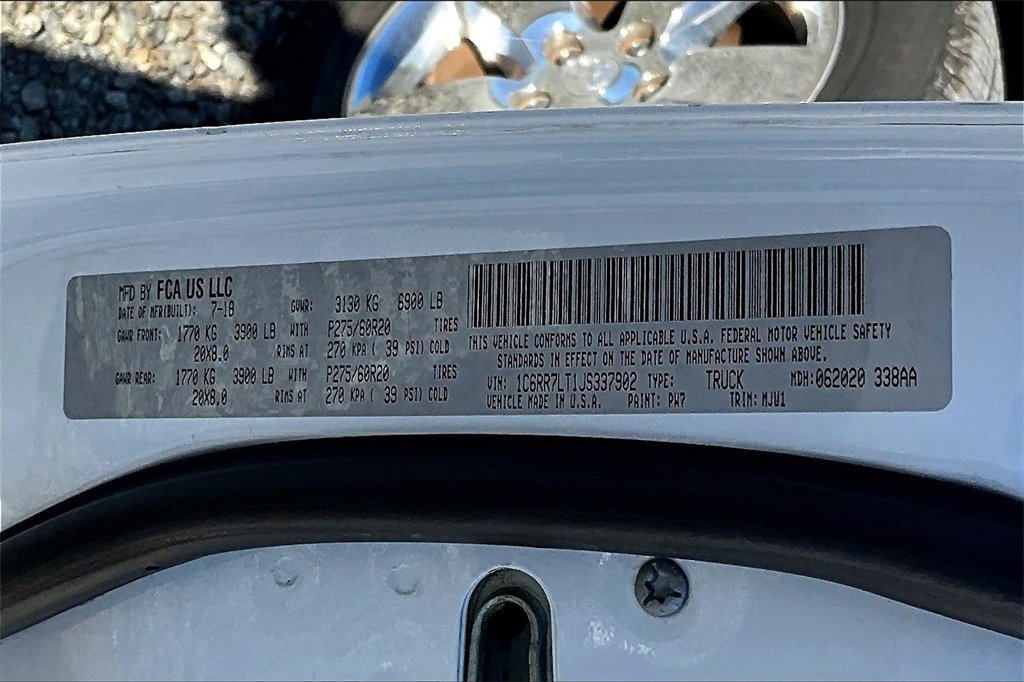 MFD BY FCA US LLC
DATE OF MFR(BUILT): 7-18 GVWR: 3130 KG 6900 LB
GAWR FRONT: 1770 KG 3900 LB WITH P275/60R20 TIRES
20X8.0 RIMS AT 270 KPA ( 39 PSI) COLD
GAWR REAR: 1770 KG 3900 LB WITH P275/60R20 TIRES
20X8.0 RIMS AT 270 KPA ( 39 PSI) COLD
THIS VEHICLE CONFORMS TO ALL APPLICABLE U.S.A. FEDERAL MOTOR VEHICLE SAFETY
STANDARDS IN EFFECT ON THE DATE OF MANUFACTURE SHOWN ABOVE.
VIN: 1C6RR7LT1JS337902 TYPE: TRUCK MDH: 062020 338AA
VEHICLE MADE IN U.S.A. PAINT: PW7 TRIM: MJU1